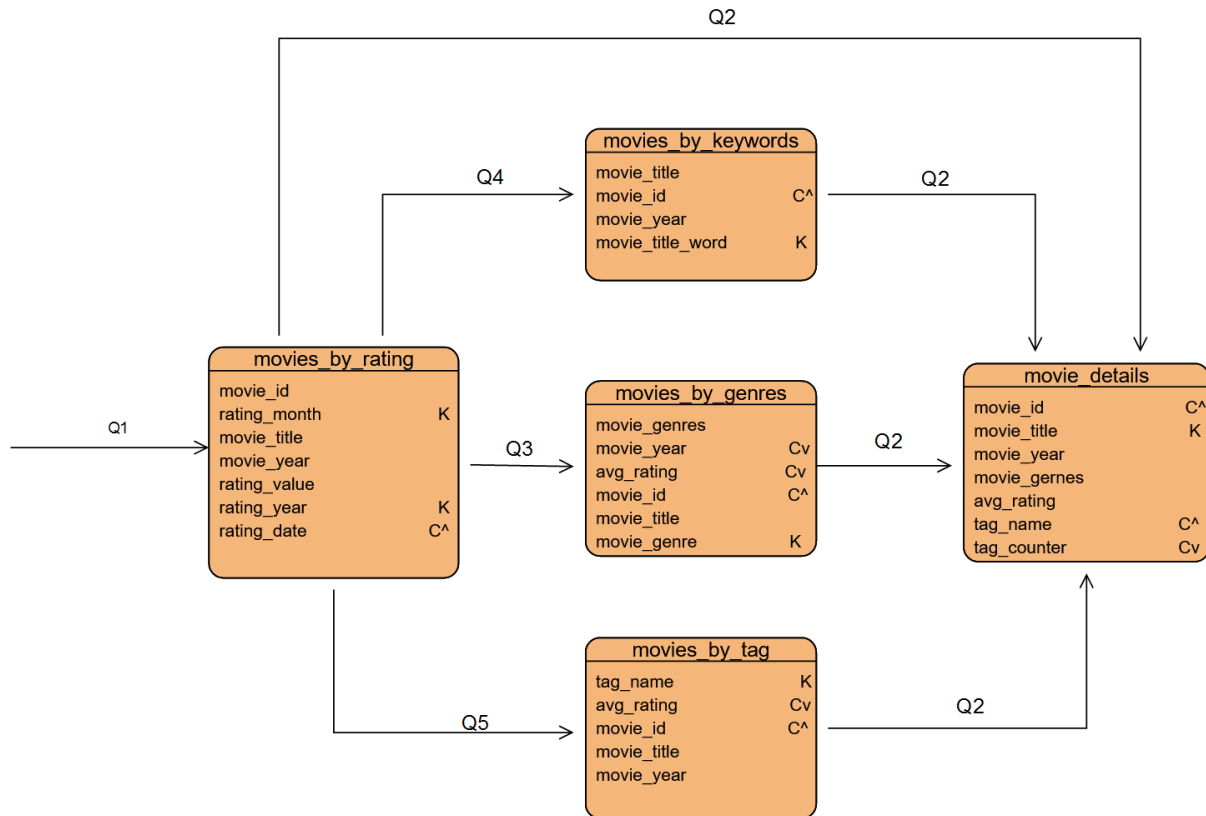 Q2
movies_by_keywords
movie_title
movie_id C^
movie_year
movie_title_word K
Q4
Q2
movies_by_rating
movie_id
rating_month K
movie_title
movie_year
rating_value
rating_year K
rating_date C^
Q1
movies_by_genres
movie_genres
movie_year Cv
avg_rating Cv
movie_id C^
movie_title
movie_genre K
Q3
Q2
movie_details
movie_id C^
movie_title K
movie_year
movie_gernes
avg_rating
tag_name C^
tag_counter Cv
movies_by_tag
tag_name K
avg_rating Cv
movie_id C^
movie_title
movie_year
Q5
Q2